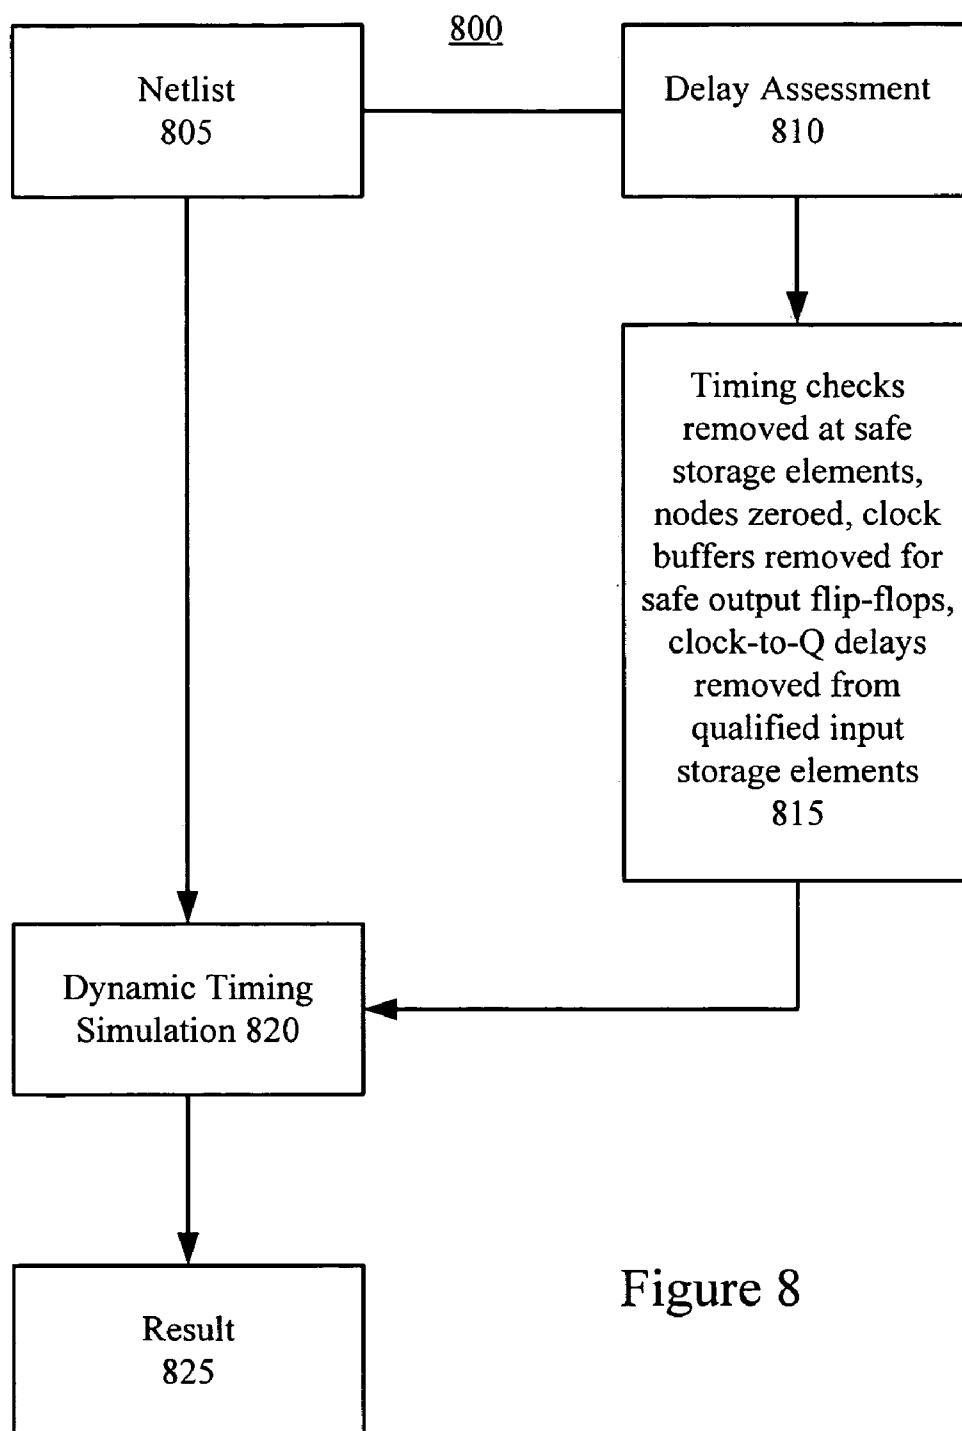 800
Netlist
805
Delay Assessment
810
Timing checks
removed at safe
storage elements,
nodes zeroed, clock
buffers removed for
safe output flip-flops,
clock-to-Q delays
removed from
qualified input
storage elements
815
Dynamic Timing
Simulation 820
Result
825
Figure 8